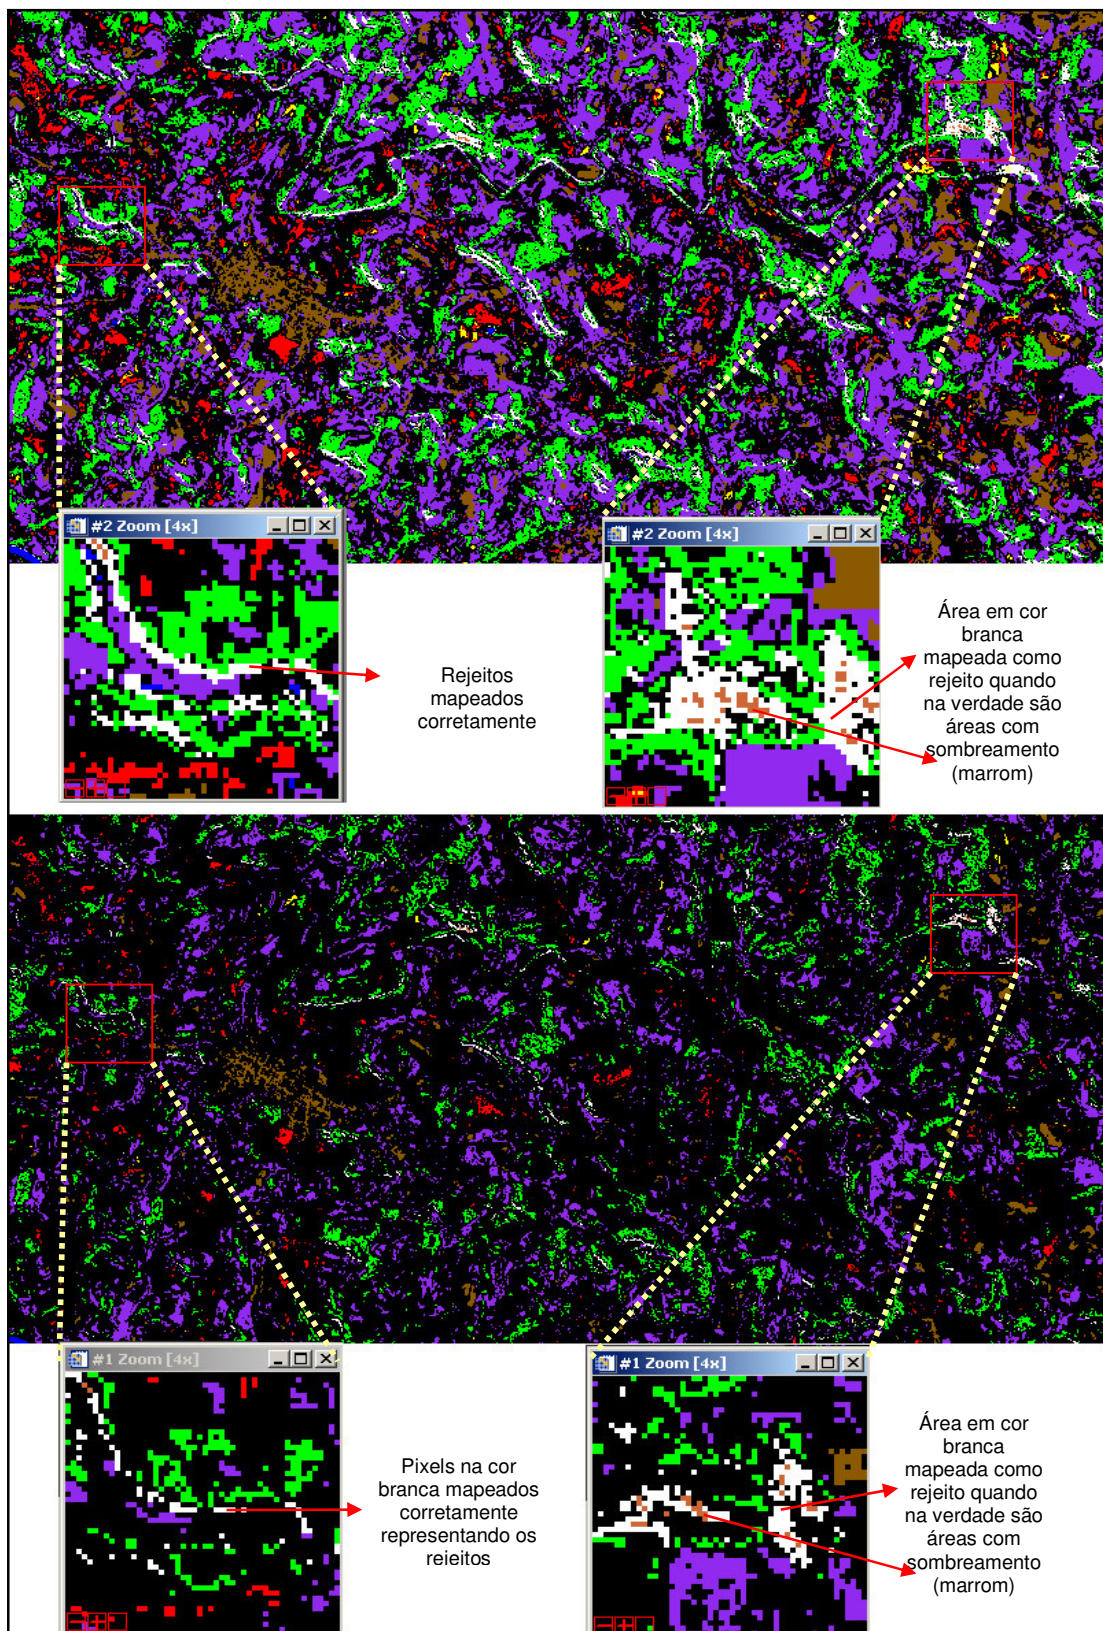 #2 Zoom [4x]
Rejeitos
mapeados
corretamente
#2 Zoom [4x]
Área em cor
branca
mapeada como
rejeito quando
na verdade são
áreas com
sombreamento
(marrom)
#1 Zoom [4x]
Pixels na cor
branca mapeados
corretamente
representando os
reieitos
#1 Zoom [4x]
Área em cor
branca
mapeada como
rejeito quando
na verdade são
áreas com
sombreamento
(marrom)